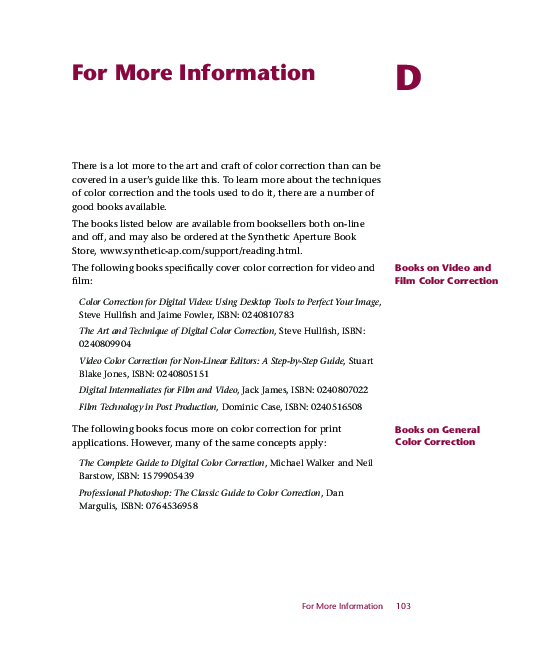 For More Information
D
There is a lot more to the art and craft of color correction than can be
covered in a user's guide like this. To learn more about the techniques
of color correction and the tools used to do it, there are a number of
good books available.
The books listed below are available from booksellers both on-line
and off, and may also be ordered at the Synthetic Aperture Book
Store, www.synthetic-ap.com/support/reading.html.
Books on Video and
Film Color Correction
The following books specifically cover color correction for video and
film:
Color Correction for Digital Video: Using Desktop Tools to Perfect Your Image,
Steve Hullfish and Jaime Fowler, ISBN: 0240810783
The Art and Technique of Digital Color Correction, Steve Hullfish, ISBN:
0240809904
Video Color Correction for Non-Linear Editors: A Step-by-Step Guide, Stuart
Blake Jones, ISBN: 0240805151
Digital Intermediates for Film and Video, Jack James, ISBN: 0240807022
Film Technology in Post Production, Dominic Case, ISBN: 0240516508
Books on General
Color Correction
The following books focus more on color correction for print
applications. However, many of the same concepts apply:
The Complete Guide to Digital Color Correction, Michael Walker and Neil
Barstow, ISBN: 1579905439
Professional Photoshop: The Classic Guide to Color Correction, Dan
Margulis, ISBN: 0764536958
For More Information 103